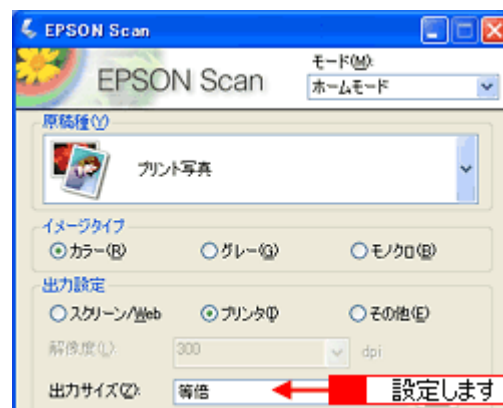 EPSON Scan
EPSON Scan
モード(M):
ホームモード
原稿種(Y)
プリント写真
イメージタイプ
カラー(R) グレー(G) モノクロ(B)
出力設定
スクリーン/Web プリンタ(I) その他(E)
解像度(L): 300 dpi
出力サイズ(Z): 等倍 設定します